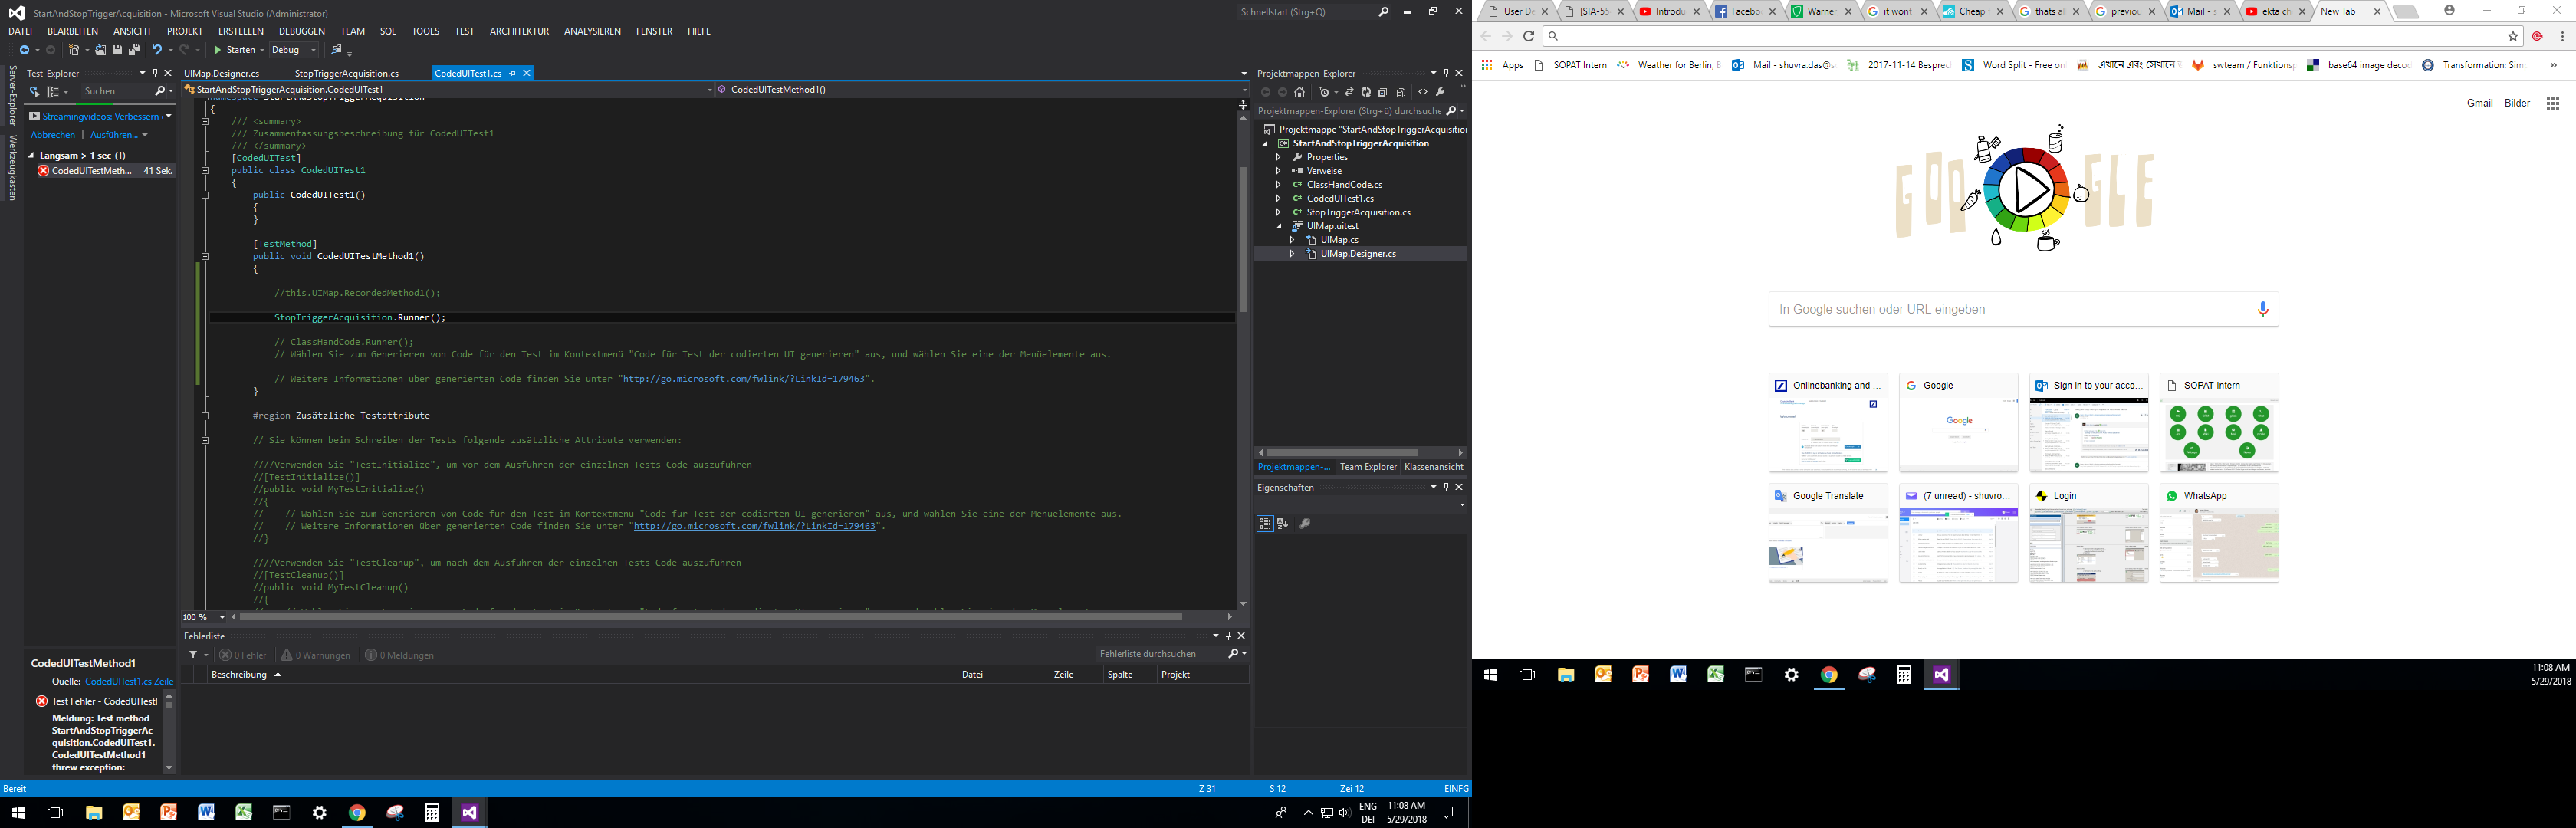 StartAndStopTriggerAcquisition - Microsoft Visual Studio (Administrator)
Schnellstart (Strg+Q)
DATEI BEARBEITEN ANSICHT PROJEKT ERSTELLEN DEBUGGEN TEAM SQL TOOLS TEST ARCHITEKTUR ANALYSIEREN FENSTER HILFE
Starten Debug
Server-Explorer
Werkzeugkasten
Test-Explorer
Suchen
Streamingvideos: Verbessern
Abbrechen | Ausführen...
Langsam > 1 sec (1)
CodedUITestMeth... 41 Sek.
CodedUITestMethod1
Quelle: CodedUITest1.cs Zeile
Test Fehler - CodedUITestI
Meldung: Test method
StartAndStopTriggerAc
quisition.CodedUITest1.
CodedUITestMethod1
threw exception:
UIMap.Designer.cs StopTriggerAcquisition.cs CodedUITest1.cs
StartAndStopTriggerAcquisition.CodedUITest1 CodedUITestMethod1()
namespace StartAndStopTriggerAcquisition
{
/// <summary>
/// Zusammenfassungsbeschreibung für CodedUITest1
/// </summary>
[CodedUITest]
public class CodedUITest1
{
public CodedUITest1()
{
}
[TestMethod]
public void CodedUITestMethod1()
{
//this.UIMap.RecordedMethod1();
StopTriggerAcquisition.Runner();
// ClassHandCode.Runner();
// Wählen Sie zum Generieren von Code für den Test im Kontextmenü "Code für Test der codierten UI generieren" aus, und wählen Sie eine der Menüelemente aus.
// Weitere Informationen über generierten Code finden Sie unter "http://go.microsoft.com/fwlink/?LinkId=179463".
}
#region Zusätzliche Testattribute
// Sie können beim Schreiben der Tests folgende zusätzliche Attribute verwenden:
////Verwenden Sie "TestInitialize", um vor dem Ausführen der einzelnen Tests Code auszuführen
//[TestInitialize()]
//public void MyTestInitialize()
//{
// // Wählen Sie zum Generieren von Code für den Test im Kontextmenü "Code für Test der codierten UI generieren" aus, und wählen Sie eine der Menüelemente aus.
// // Weitere Informationen über generierten Code finden Sie unter "http://go.microsoft.com/fwlink/?LinkId=179463".
//}
////Verwenden Sie "TestCleanup", um nach dem Ausführen der einzelnen Tests Code auszuführen
//[TestCleanup()]
//public void MyTestCleanup()
//{
100 %
Fehlerliste
0 Fehler 0 Warnungen 0 Meldungen
Fehlerliste durchsuchen
Beschreibung Datei Zeile Spalte Projekt
Projektmappen-Explorer
Projektmappen-Explorer (Strg+ü) durchsuche
Projektmappe "StartAndStopTriggerAcquisition
StartAndStopTriggerAcquisition
Properties
Verweise
ClassHandCode.cs
CodedUITest1.cs
StopTriggerAcquisition.cs
UIMap.uitest
UIMap.cs
UIMap.Designer.cs
Projektmappen-... Team Explorer Klassenansicht
Eigenschaften
Bereit Z 31 S 12 Zei 12 EINFG
ENG
DEI
11:08 AM
5/29/2018
User De [SIA-55 Introdu Faceboo Warner it wont Cheap thats al previou Mail - s ekta ch New Tab
Apps SOPAT Intern Weather for Berlin, B Mail - shuvra.das@s 2017-11-14 Bespred Word Split - Free on এখানে এবং সেখানে swteam / Funktionsp base64 image decod Transformation: Sim »
Gmail Bilder
GOO GLE
In Google suchen oder URL eingeben
Onlinebanking and ... Google Sign in to your acco... SOPAT Intern
Google
Google Translate (7 unread) - shuvro... Login WhatsApp
11:08 AM
5/29/2018